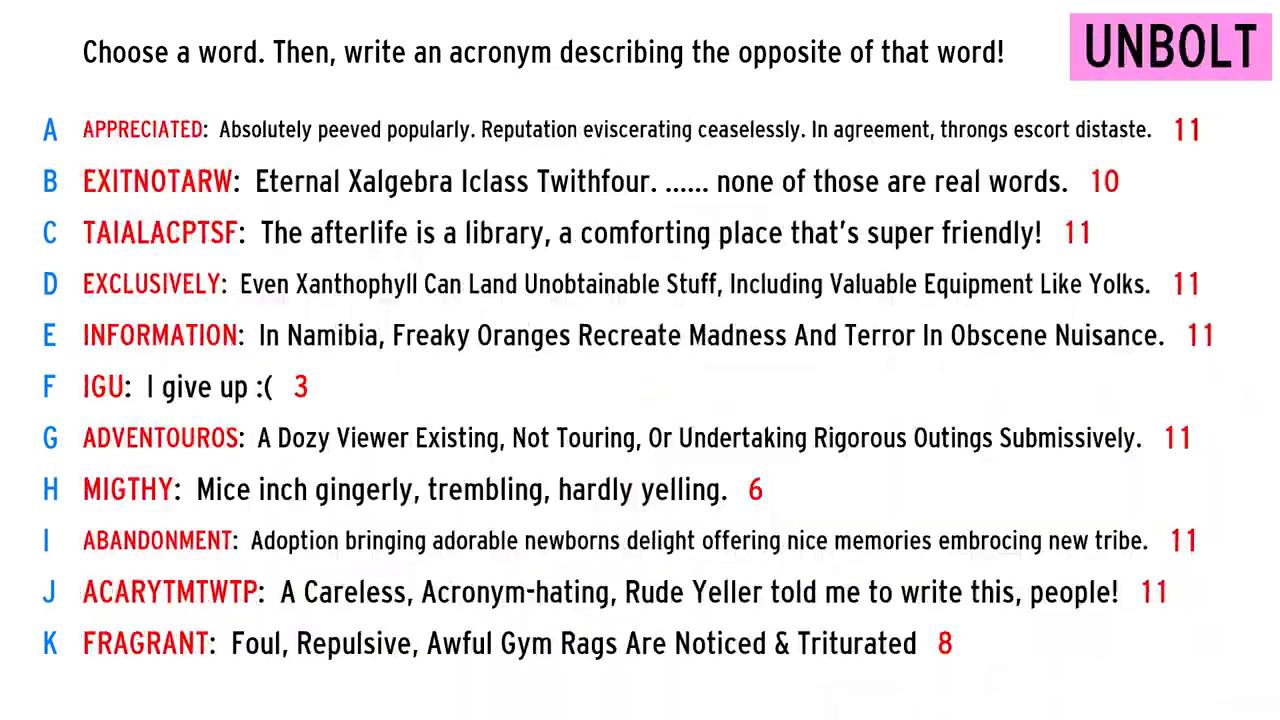 Choose a word. Then, write an acronym describing the opposite of that word!
UNBOLT
A APPRECIATED: Absolutely peeved popularly. Reputation eviscerating ceaselessly. In agreement, throngs escort distaste. 11
B EXITNOTARW: Eternal Xalgebra Iclass Twithfour. ...... none of those are real words. 10
C TAIALACPTSF: The afterlife is a library, a comforting place that's super friendly! 11
D EXCLUSIVELY: Even Xanthophyll Can Land Unobtainable Stuff, Including Valuable Equipment Like Yolks. 11
E INFORMATION: In Namibia, Freaky Oranges Recreate Madness And Terror In Obscene Nuisance. 11
F IGU: I give up :( 3
G ADVENTOUROS: A Dozy Viewer Existing, Not Touring, Or Undertaking Rigorous Outings Submissively. 11
H MIGTHY: Mice inch gingerly, trembling, hardly yelling. 6
I ABANDONMENT: Adoption bringing adorable newborns delight offering nice memories embrocing new tribe. 11
J ACARYTMTWTP: A Careless, Acronym-hating, Rude Yeller told me to write this, people! 11
K FRAGRANT: Foul, Repulsive, Awful Gym Rags Are Noticed & Triturated 8